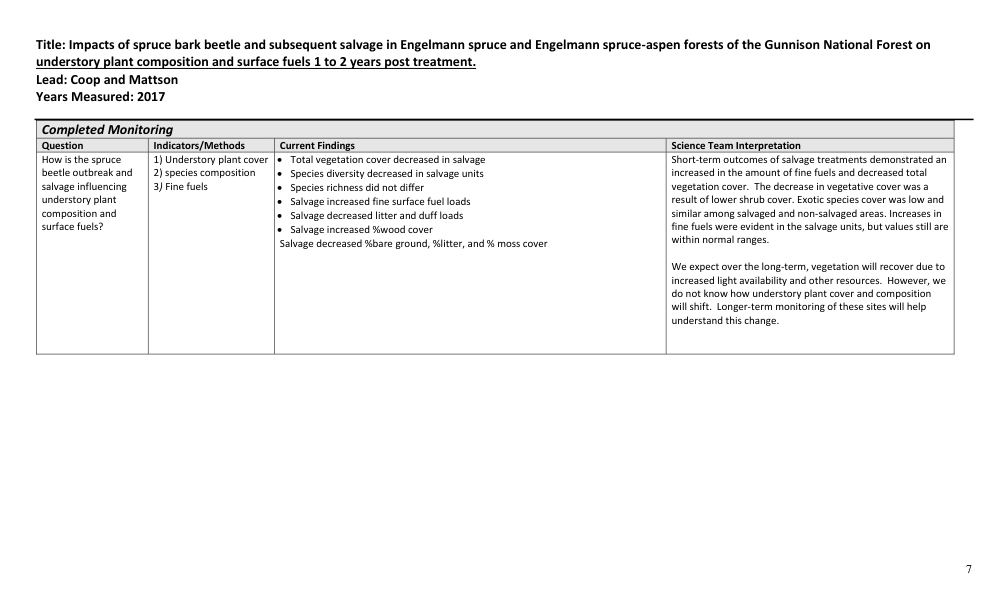 Title: Impacts of spruce bark beetle and subsequent salvage in Engelmann spruce and Engelmann spruce-aspen forests of the Gunnison National Forest on
understory plant composition and surface fuels 1 to 2 years post treatment.
Lead: Coop and Mattson
Years Measured: 2017
Completed Monitoring
Question
How is the spruce
beetle outbreak and
salvage influencing
understory plant
composition and
surface fuels?
Indicators/Methods
1) Understory plant cover
2) species composition
3) Fine fuels
Current Findings
• Total vegetation cover decreased in salvage
• Species diversity decreased in salvage units
• Species richness did not differ
• Salvage increased fine surface fuel loads
• Salvage decreased litter and duff loads
• Salvage increased %wood cover
Salvage decreased %bare ground, %litter, and % moss cover
Science Team Interpretation
Short-term outcomes of salvage treatments demonstrated an
increased in the amount of fine fuels and decreased total
vegetation cover. The decrease in vegetative cover was a
result of lower shrub cover. Exotic species cover was low and
similar among salvaged and non-salvaged areas. Increases in
fine fuels were evident in the salvage units, but values still are
within normal ranges.
We expect over the long-term, vegetation will recover due to
increased light availability and other resources. However, we
do not know how understory plant cover and composition
will shift. Longer-term monitoring of these sites will help
understand this change.
7